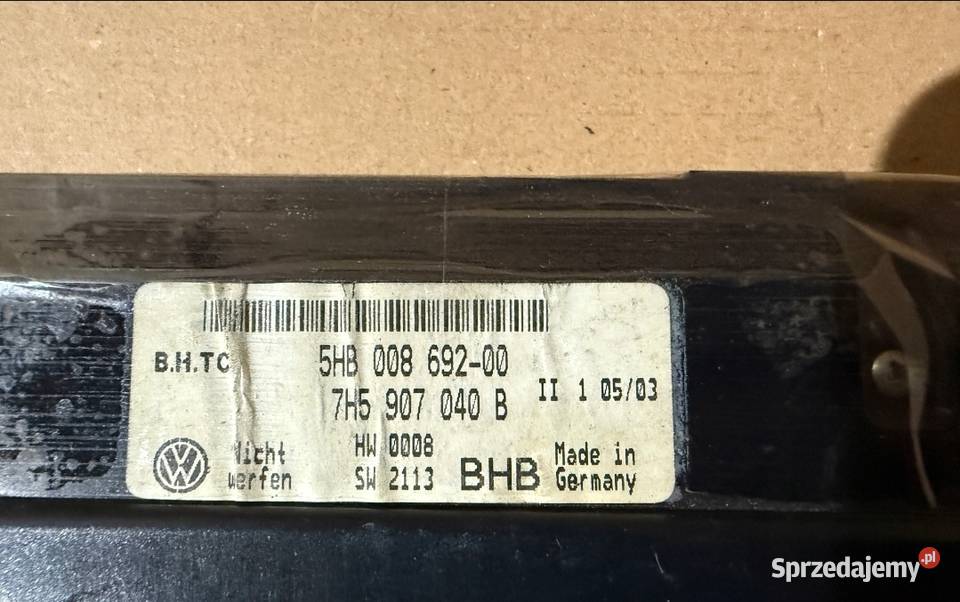 B.H.TC 5HB 008 692-00
7H5 907 040 B II 1 05/03
Nicht HW 0008 Made in
werfen SW 2113 BHB Germany
Sprzedajemy.pl